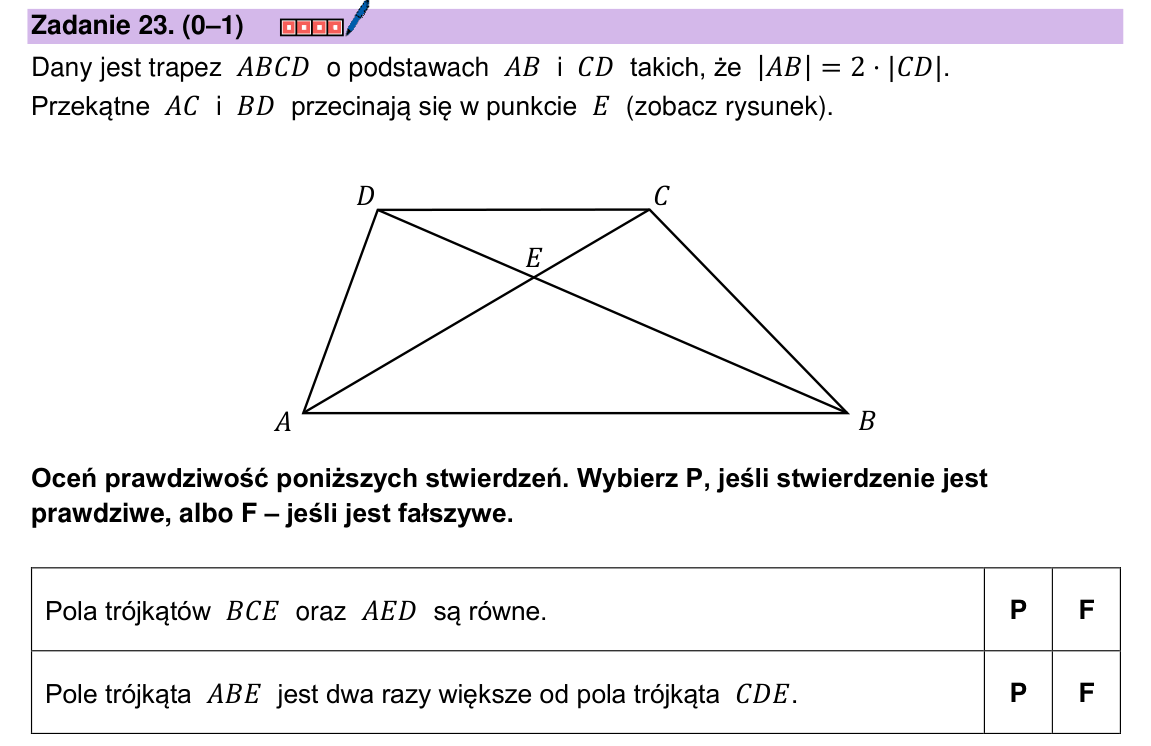 Zadanie 23. (0–1)
Dany jest trapez ABCD o podstawach AB i CD takich, że |AB| = 2 · |CD|.
Przekątne AC i BD przecinają się w punkcie E (zobacz rysunek).
D C
E
A B
Oceń prawdziwość poniższych stwierdzeń. Wybierz P, jeśli stwierdzenie jest
prawdziwe, albo F – jeśli jest fałszywe.
Pola trójkątów BCE oraz AED są równe. P F
Pole trójkąta ABE jest dwa razy większe od pola trójkąta CDE. P F